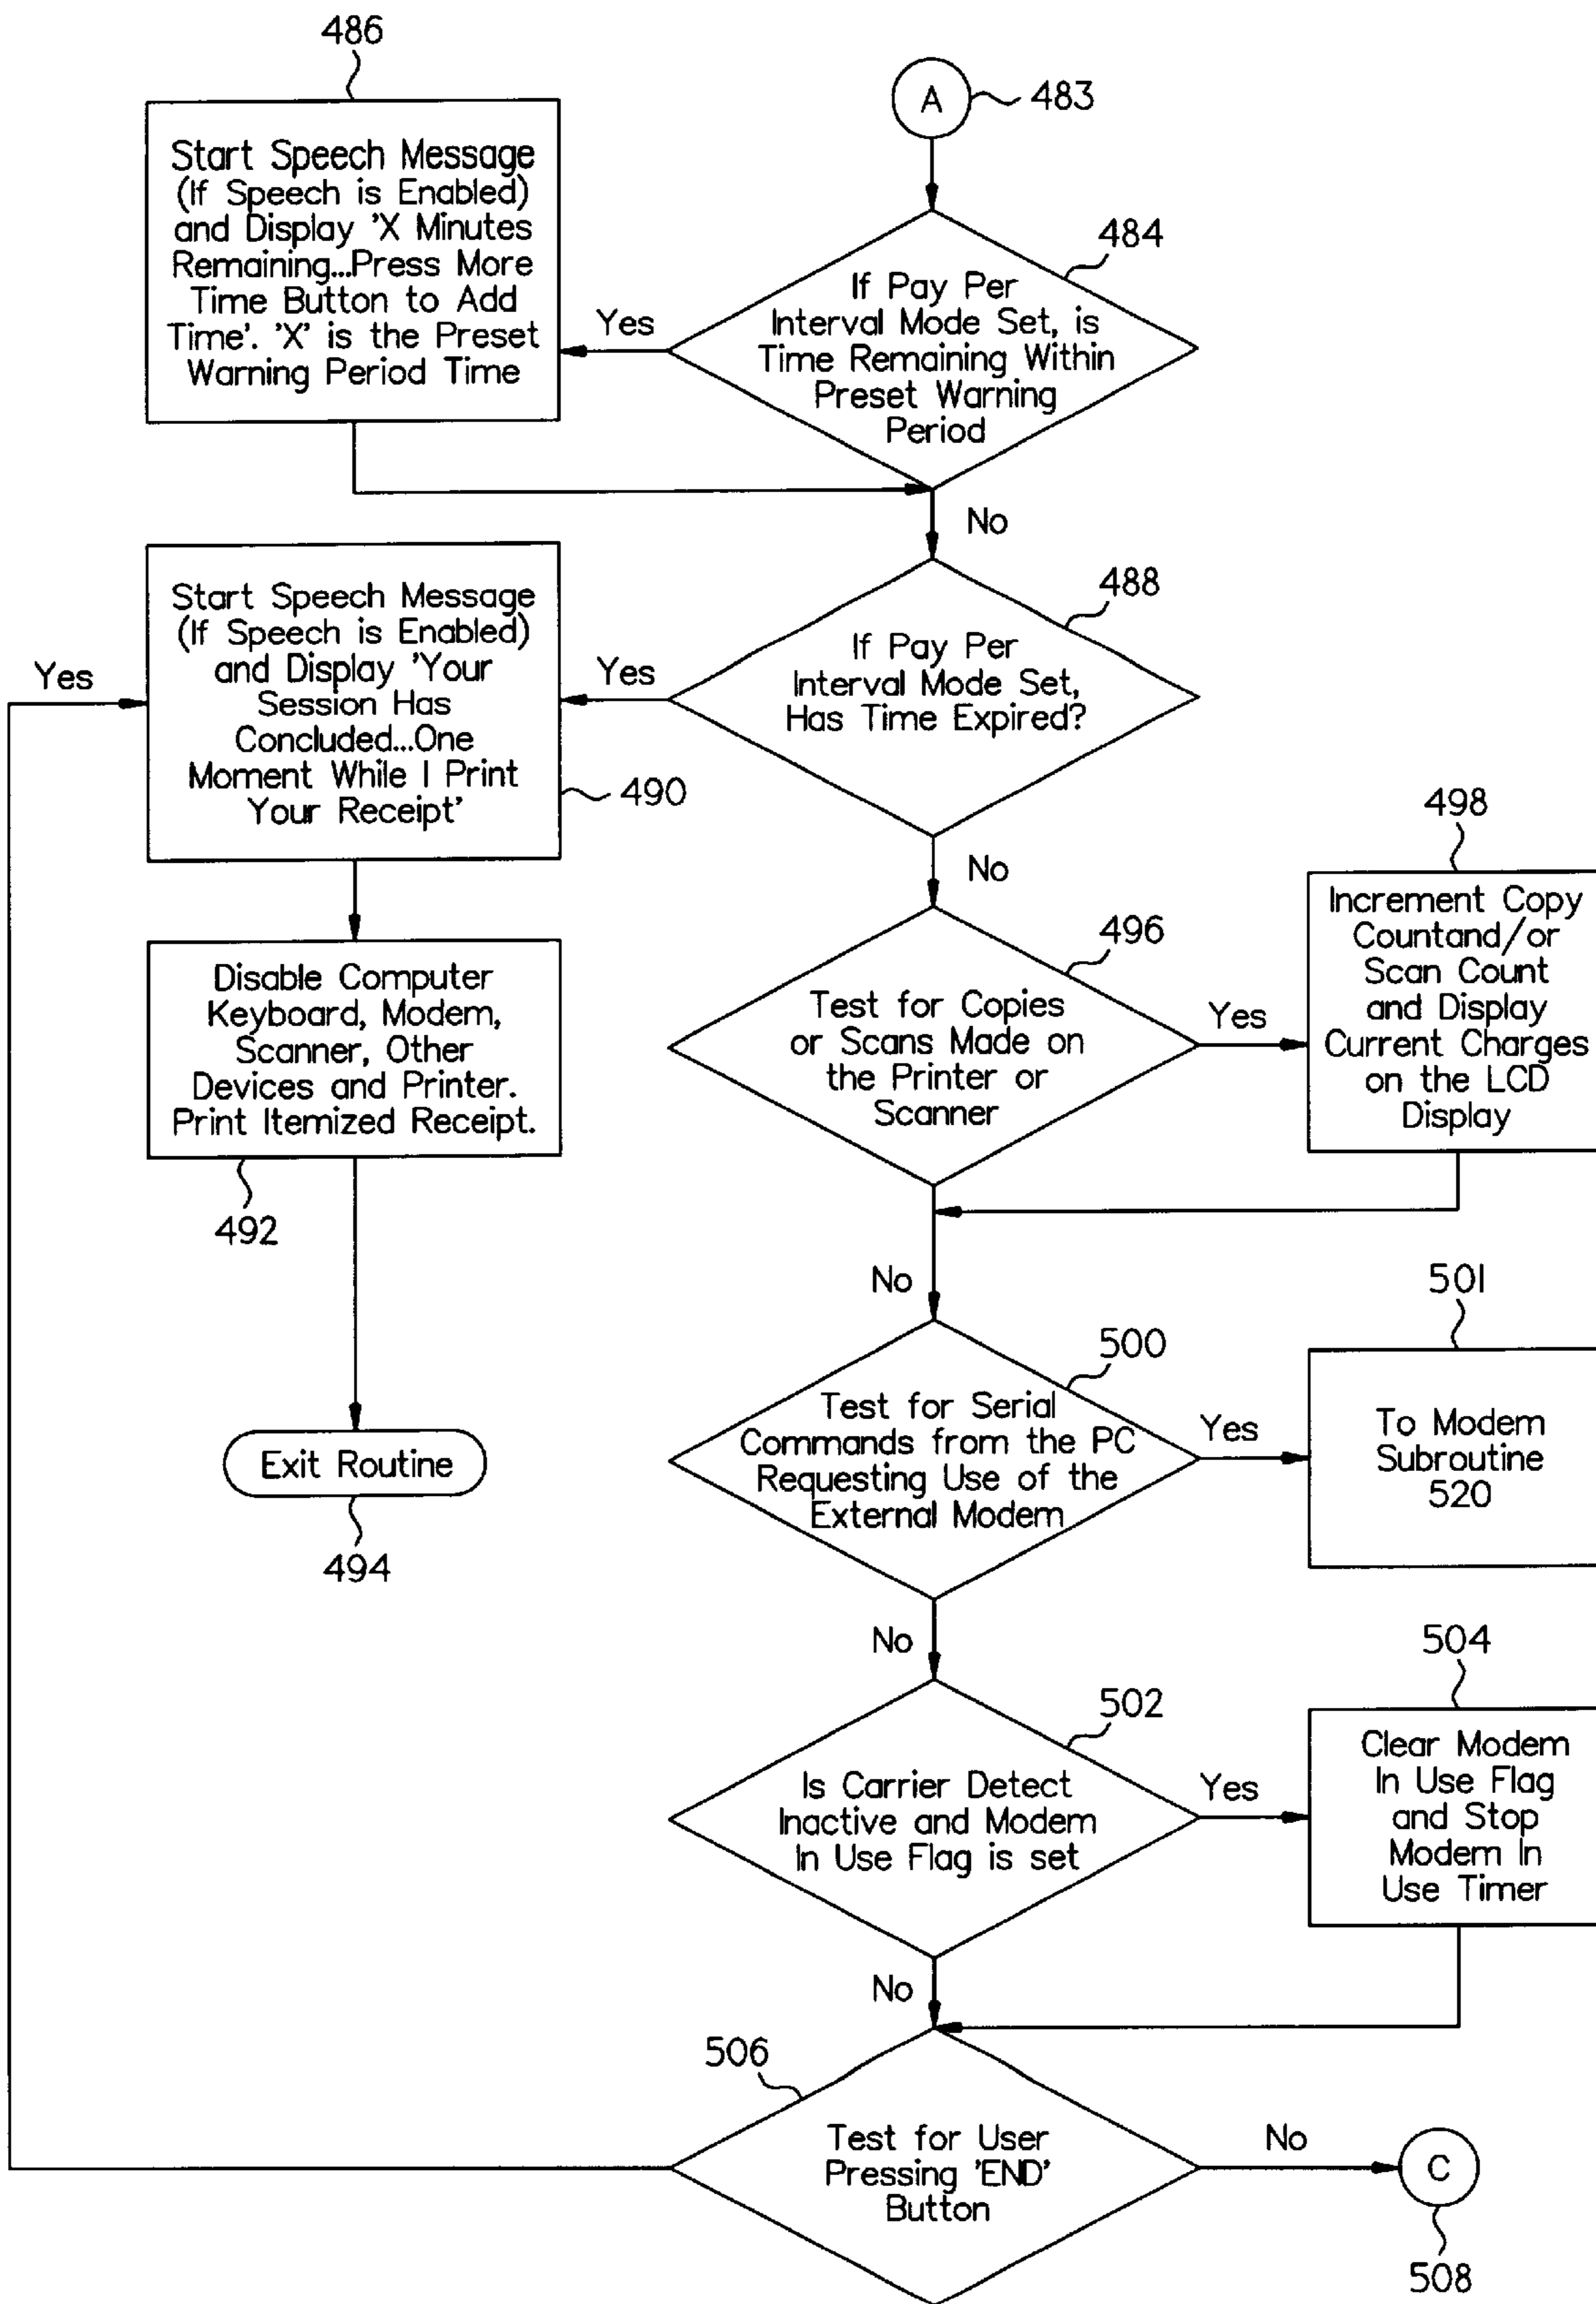 486
A
483
Start Speech Message
(If Speech is Enabled)
and Display 'X Minutes
Remaining...Press More
Time Button to Add
Time'. 'X' is the Preset
Warning Period Time
484
If Pay Per
Interval Mode Set, is
Time Remaining Within
Preset Warning
Period
Yes
No
488
Start Speech Message
(If Speech is Enabled)
and Display 'Your
Session Has
Concluded...One
Moment While I Print
Your Receipt'
Yes
Yes
If Pay Per
Interval Mode Set,
Has Time Expired?
490
No
498
Increment Copy
Countand/or
Scan Count
and Display
Current Charges
on the LCD
Display
496
Disable Computer
Keyboard, Modem,
Scanner, Other
Devices and Printer.
Print Itemized Receipt.
Test for Copies
or Scans Made on
the Printer or
Scanner
Yes
492
No
501
500
Test for Serial
Commands from the PC
Requesting Use of the
External Modem
Yes
To Modem
Subroutine
520
Exit Routine
494
No
504
502
Is Carrier Detect
Inactive and Modem
In Use Flag is set
Yes
Clear Modem
In Use Flag
and Stop
Modem In
Use Timer
No
506
Test for User
Pressing 'END'
Button
No
C
508